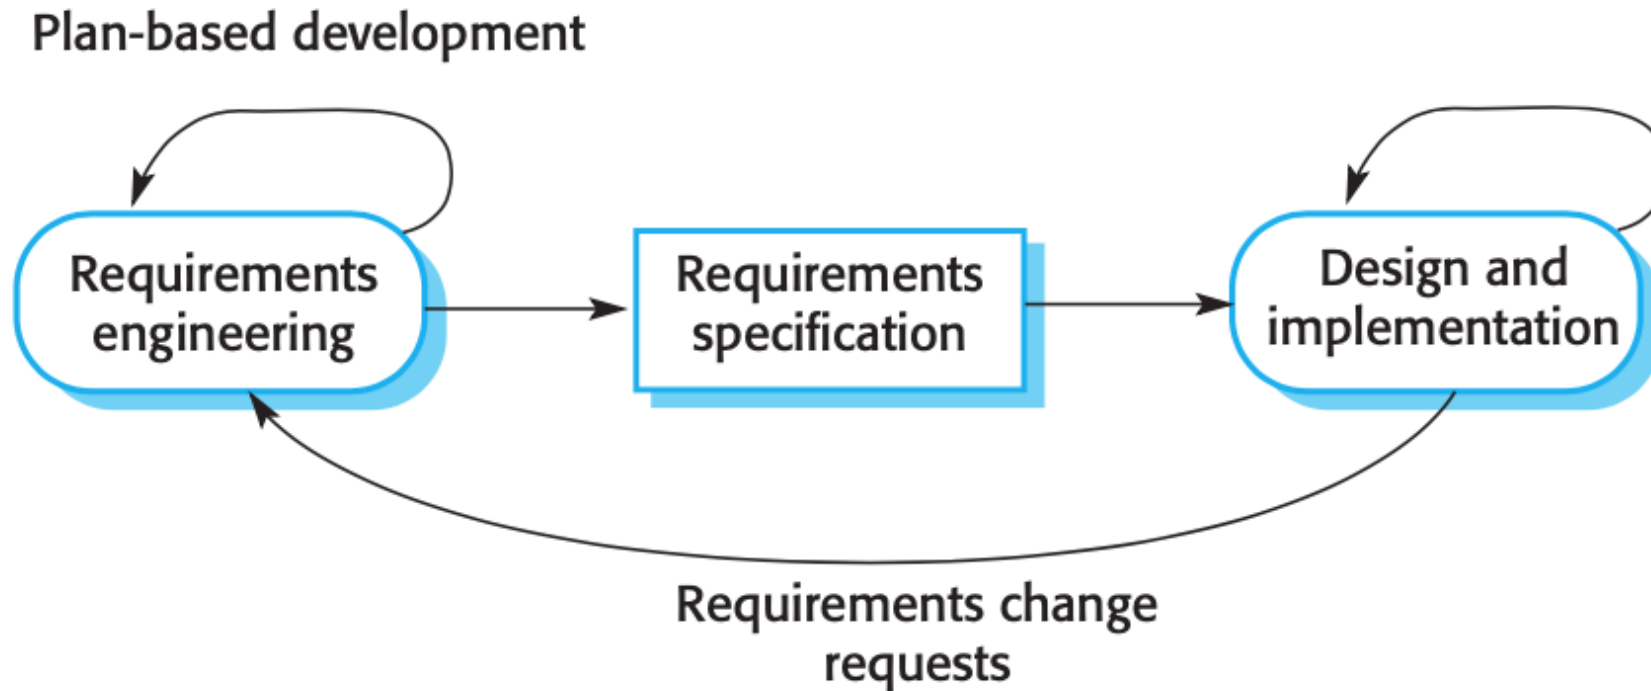 Plan-based development
Requirements
engineering
Requirements
specification
Design and
implementation
Requirements change
requests